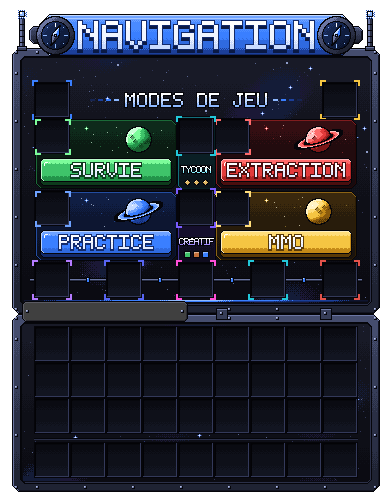 NAVIGATION
MODES DE JEU
SURVIE
TYCOON
EXTRACTION
PRACTICE
CREATIF
MMO